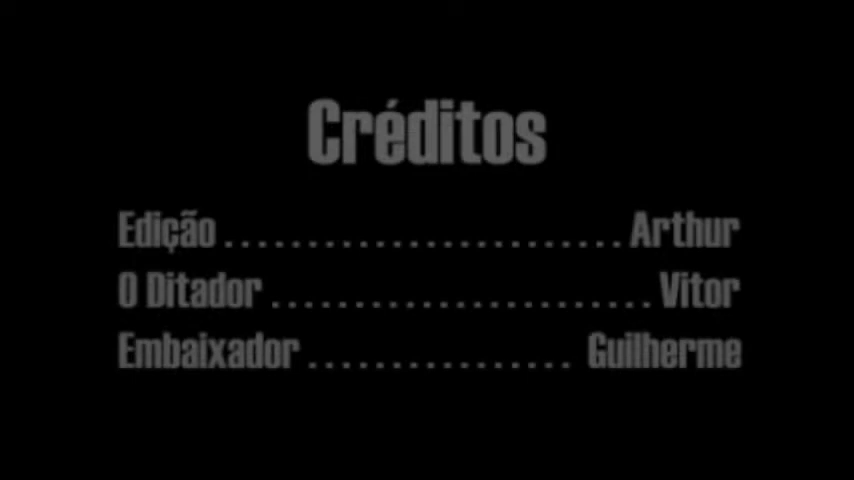 Créditos
Edição ......................... Arthur
O Ditador ........................ Vitor
Embaixador ................ Guilherme